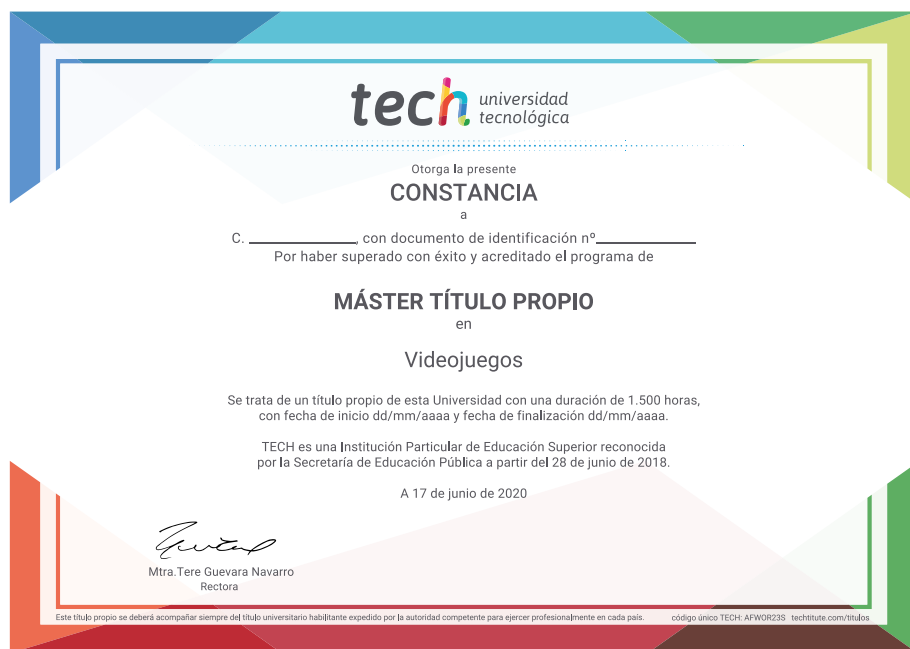 tech universidad
tecnológica
Otorga la presente
CONSTANCIA
a
C. ____________, con documento de identificación nº____________
Por haber superado con éxito y acreditado el programa de
MÁSTER TÍTULO PROPIO
en
Videojuegos
Se trata de un título propio de esta Universidad con una duración de 1.500 horas,
con fecha de inicio dd/mm/aaaa y fecha de finalización dd/mm/aaaa.
TECH es una Institución Particular de Educación Superior reconocida
por la Secretaría de Educación Pública a partir del 28 de junio de 2018.
A 17 de junio de 2020
Mtra.Tere Guevara Navarro
Rectora
Este título propio se deberá acompañar siempre del título universitario habilitante expedido por la autoridad competente para ejercer profesionalmente en cada país. código único TECH: AFWOR23S techtitute.com/titulos